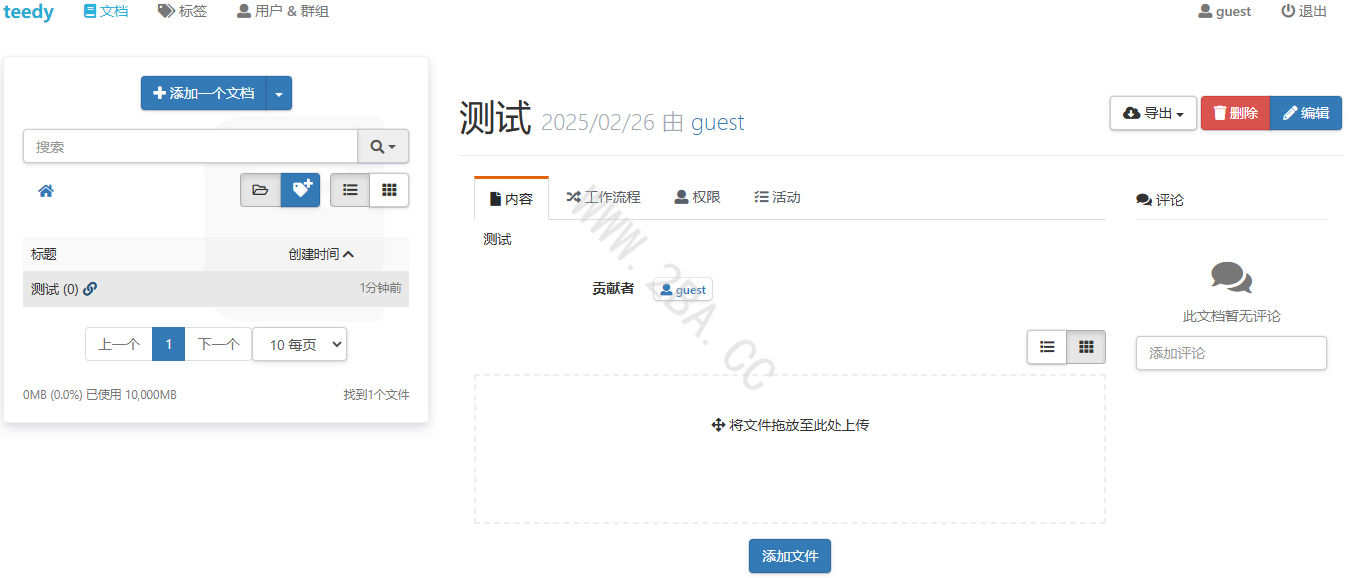 teedy 文档 标签 用户 & 群组 guest 退出
添加一个文档
搜索
标题 创建时间
测试 (0) 1分钟前
上一个 1 下一个 10 每页
0MB (0.0%) 已使用 10,000MB 找到1个文件
测试 2025/02/26 由 guest
导出 删除 编辑
内容 工作流程 权限 活动
测试
贡献者 guest
将文件拖放至此处上传
添加文件
评论
此文档暂无评论
添加评论
WWW.2BA.CC